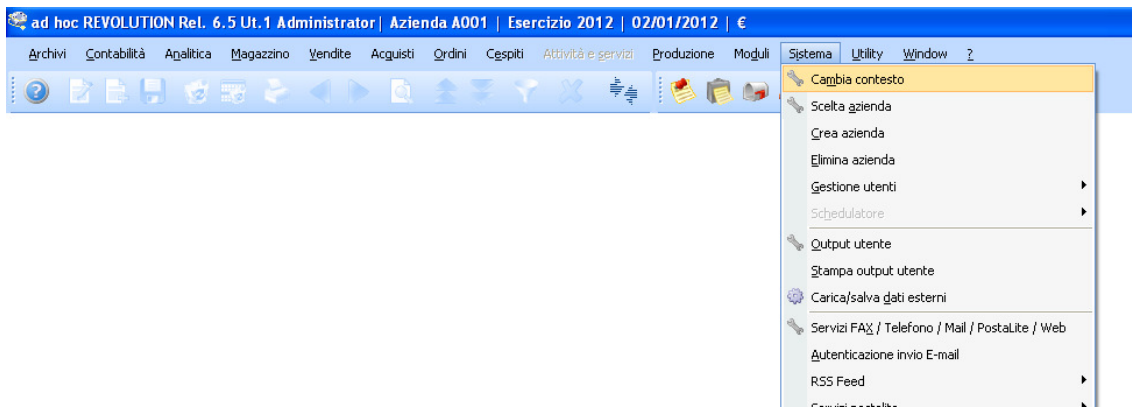 ad hoc REVOLUTION Rel. 6.5 Ut.1 Administrator| Azienda A001 | Esercizio 2012 | 02/01/2012 | €
Archivi Contabilità Analitica Magazzino Vendite Acquisti Ordini Cespiti Attività e servizi Produzione Moduli Sistema Utility Window ?
Cambia contesto
Scelta azienda
Crea azienda
Elimina azienda
Gestione utenti
Schedulatore
Output utente
Stampa output utente
Carica/salva dati esterni
Servizi FAX / Telefono / Mail / PostaLite / Web
Autenticazione invio E-mail
RSS Feed